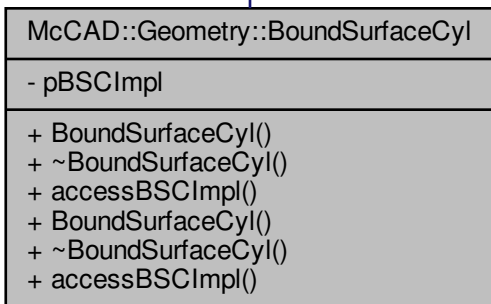 McCAD::Geometry::BoundSurfaceCyl
- pBSCImpl
+ BoundSurfaceCyl()
+ ~BoundSurfaceCyl()
+ accessBSCImpl()
+ BoundSurfaceCyl()
+ ~BoundSurfaceCyl()
+ accessBSCImpl()